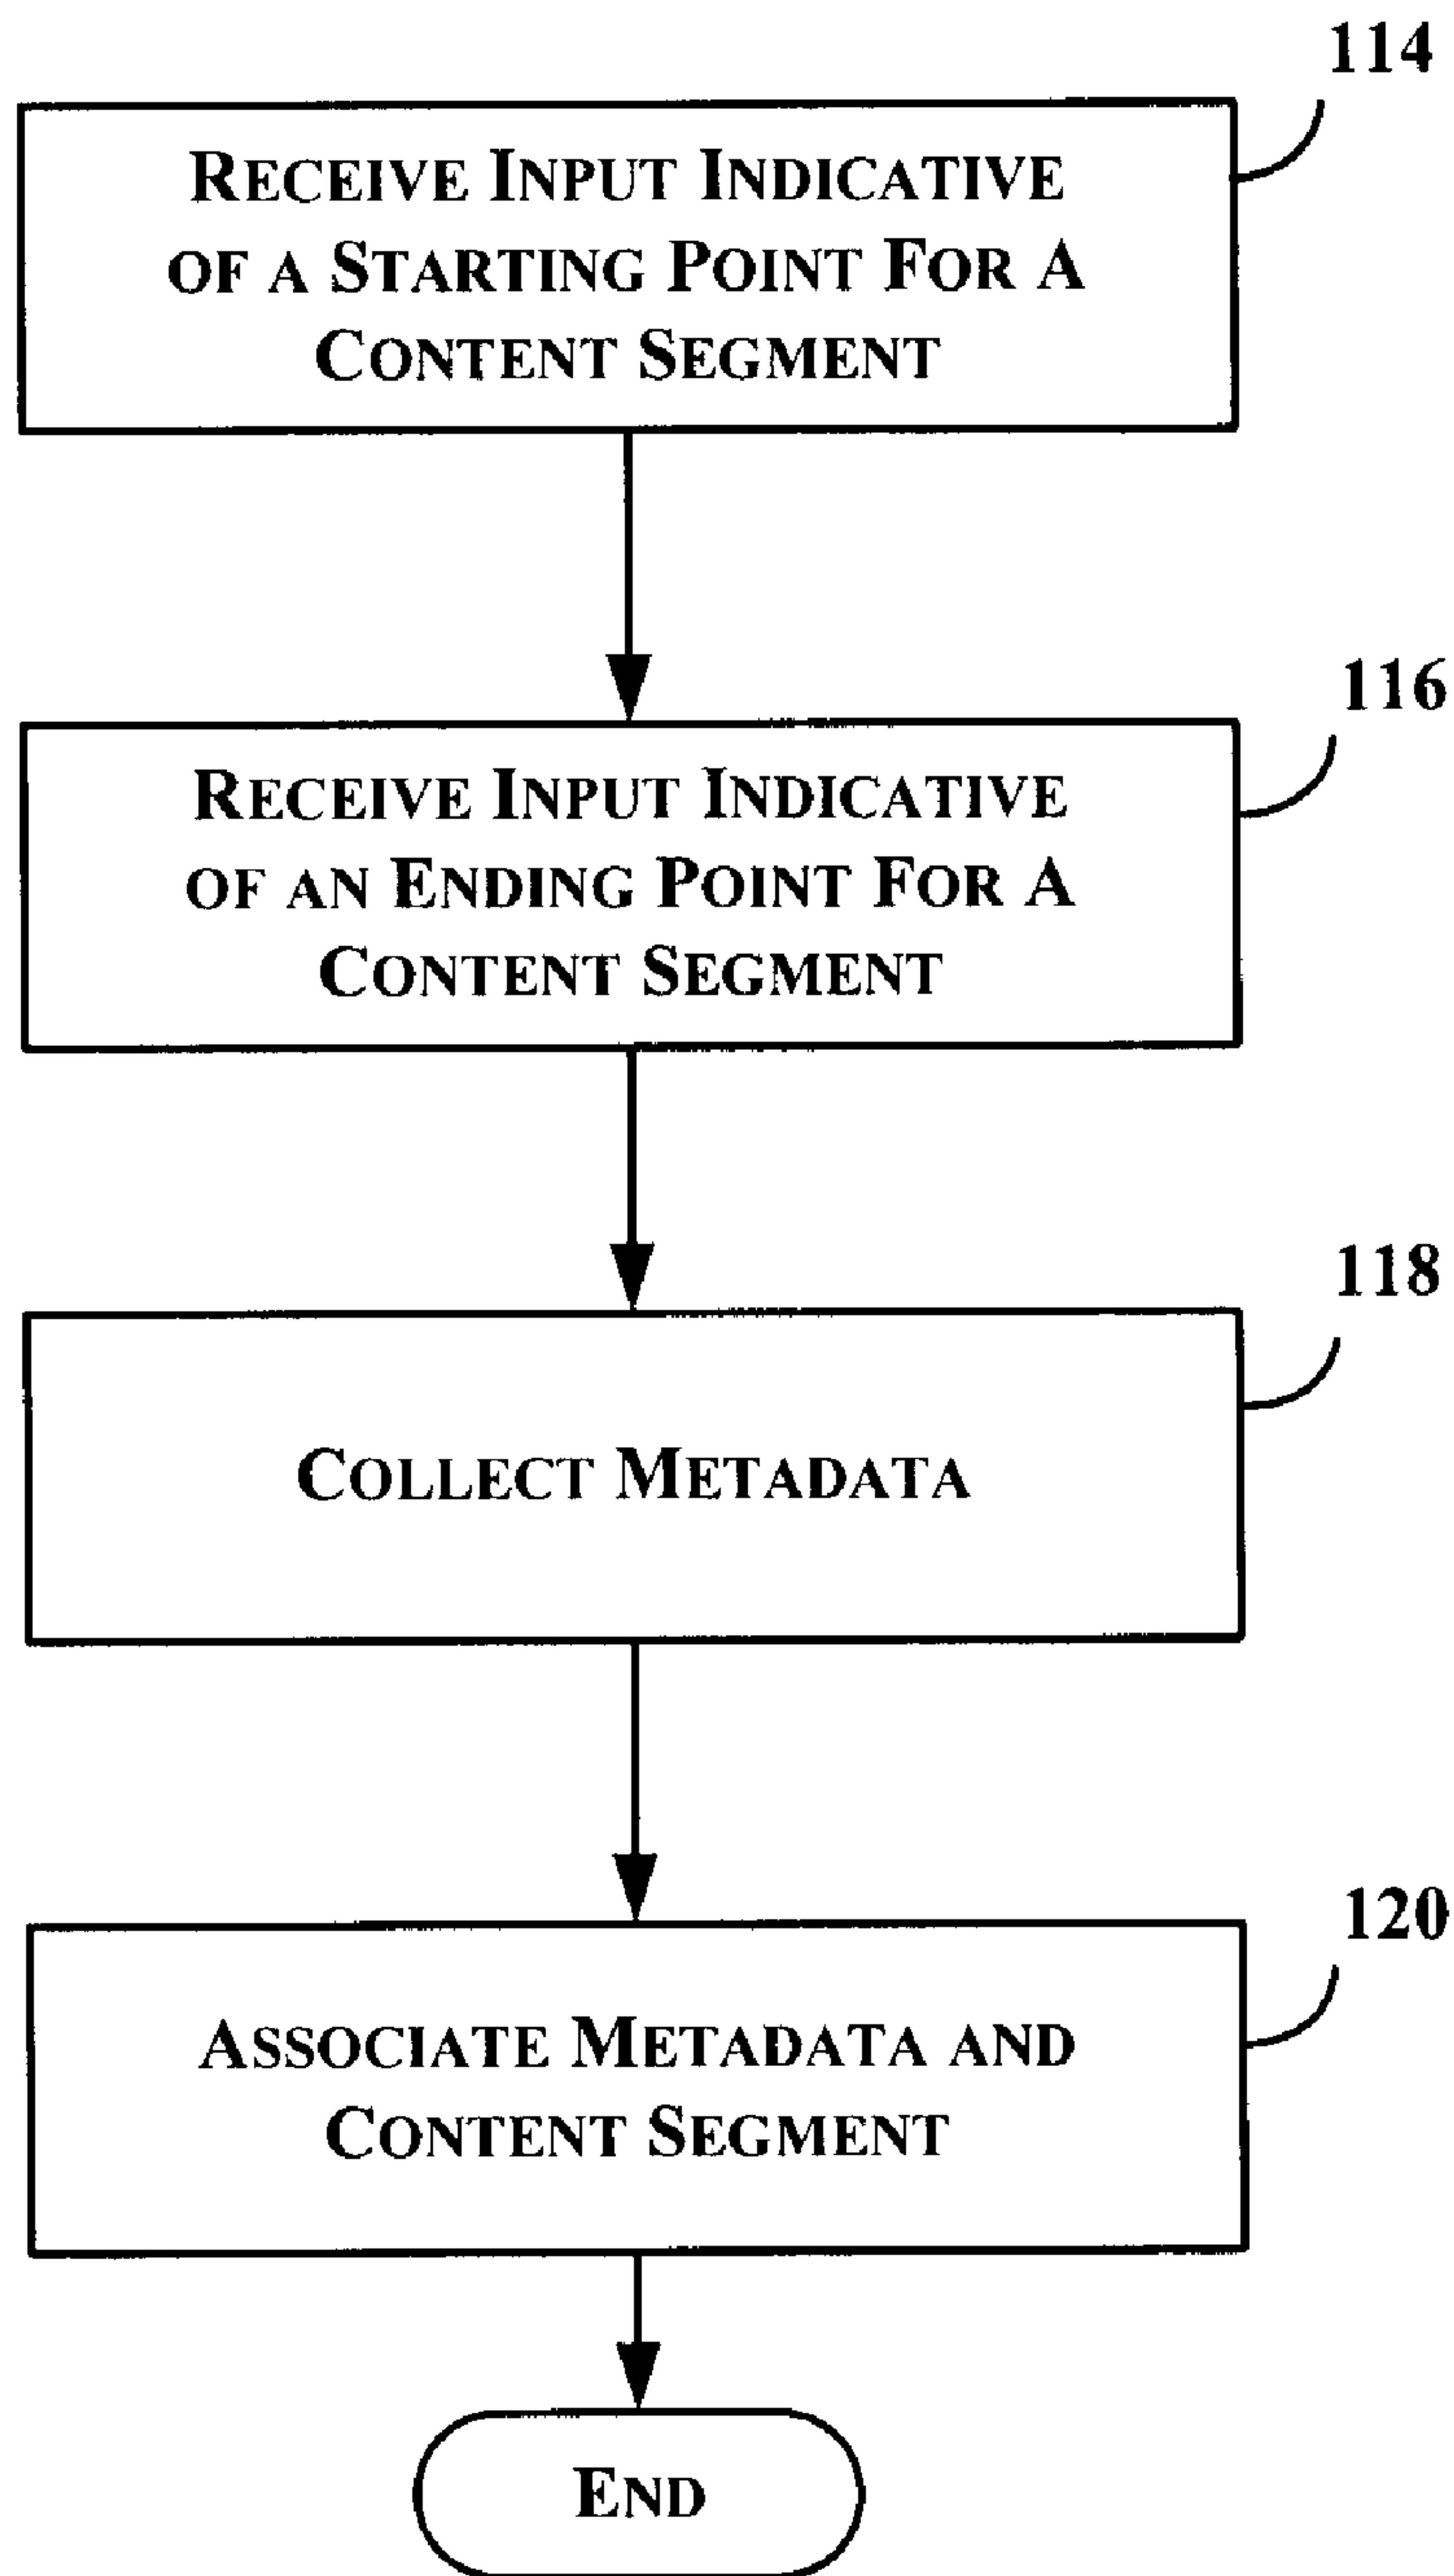 114
RECEIVE INPUT INDICATIVE
OF A STARTING POINT FOR A
CONTENT SEGMENT
116
RECEIVE INPUT INDICATIVE
OF AN ENDING POINT FOR A
CONTENT SEGMENT
118
COLLECT METADATA
120
ASSOCIATE METADATA AND
CONTENT SEGMENT
END